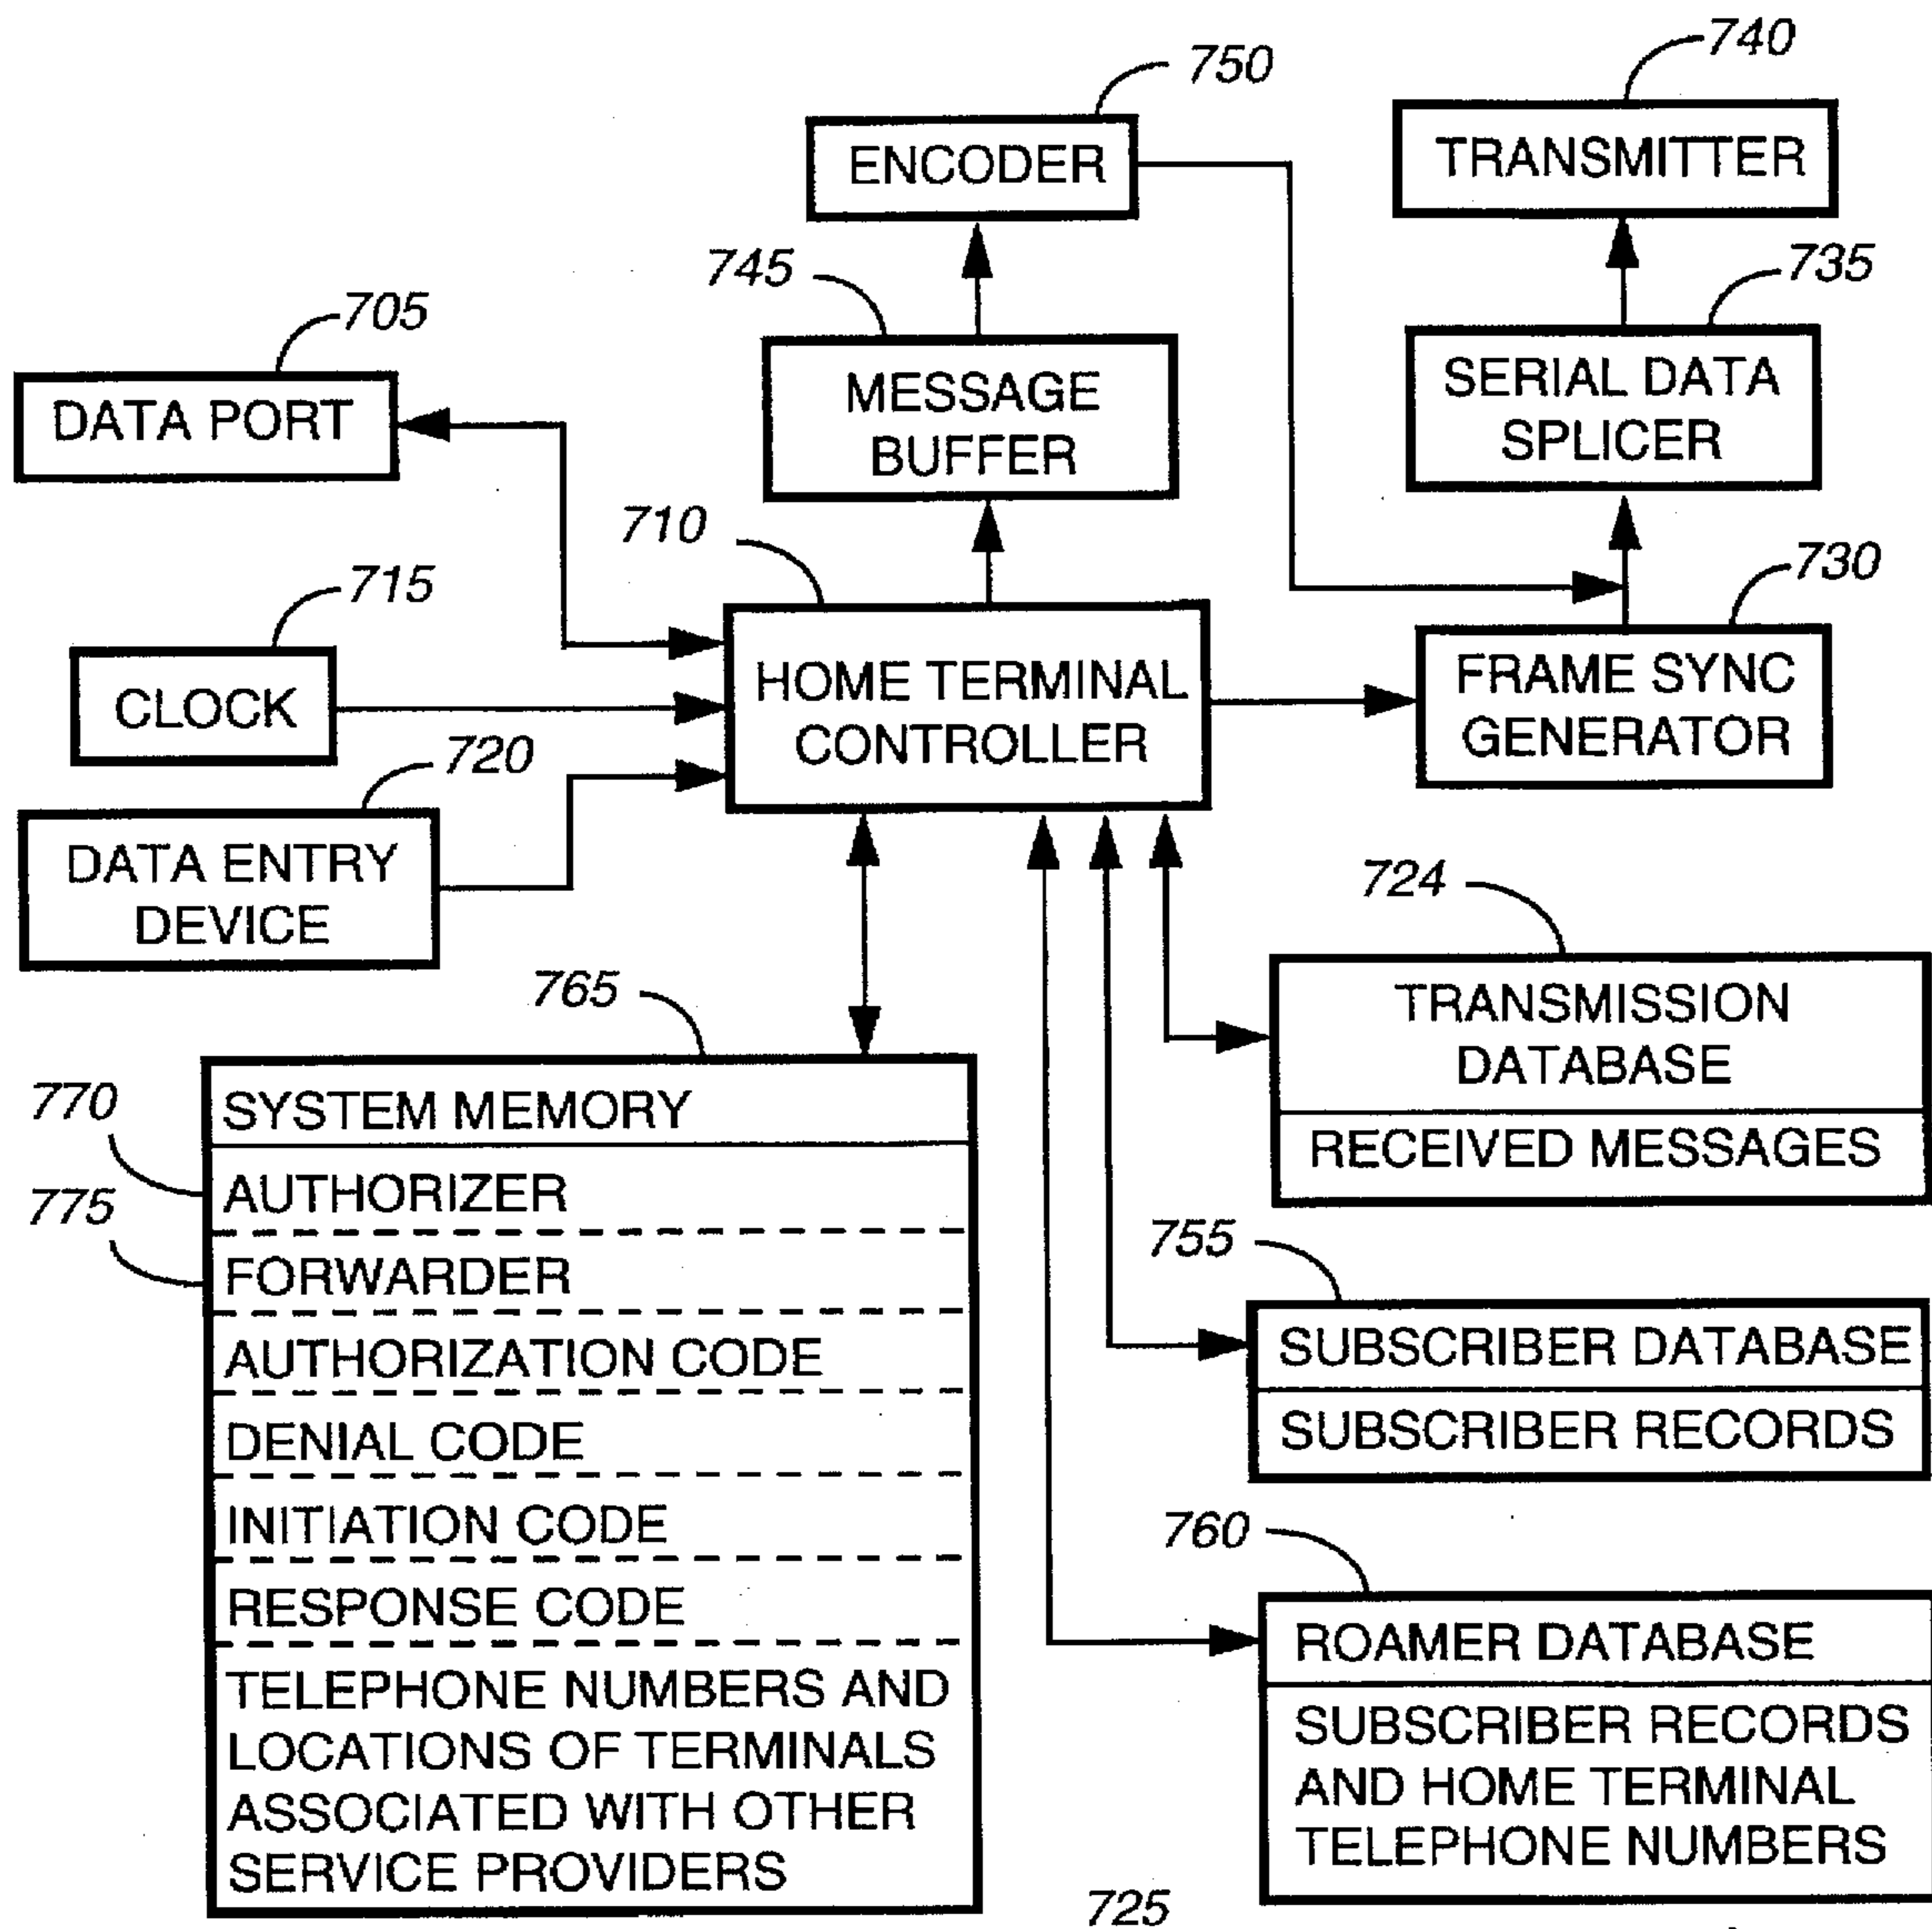 740
750
TRANSMITTER
ENCODER
735
745
705
SERIAL DATA
SPLICER
MESSAGE
BUFFER
DATA PORT
710
730
715
HOME TERMINAL
CONTROLLER
FRAME SYNC
GENERATOR
CLOCK
720
DATA ENTRY
DEVICE
724
765
TRANSMISSION
DATABASE
RECEIVED MESSAGES
770
SYSTEM MEMORY
AUTHORIZER
775
FORWARDER
AUTHORIZATION CODE
DENIAL CODE
INITIATION CODE
RESPONSE CODE
TELEPHONE NUMBERS AND
LOCATIONS OF TERMINALS
ASSOCIATED WITH OTHER
SERVICE PROVIDERS
755
SUBSCRIBER DATABASE
SUBSCRIBER RECORDS
760
ROAMER DATABASE
SUBSCRIBER RECORDS
AND HOME TERMINAL
TELEPHONE NUMBERS
725